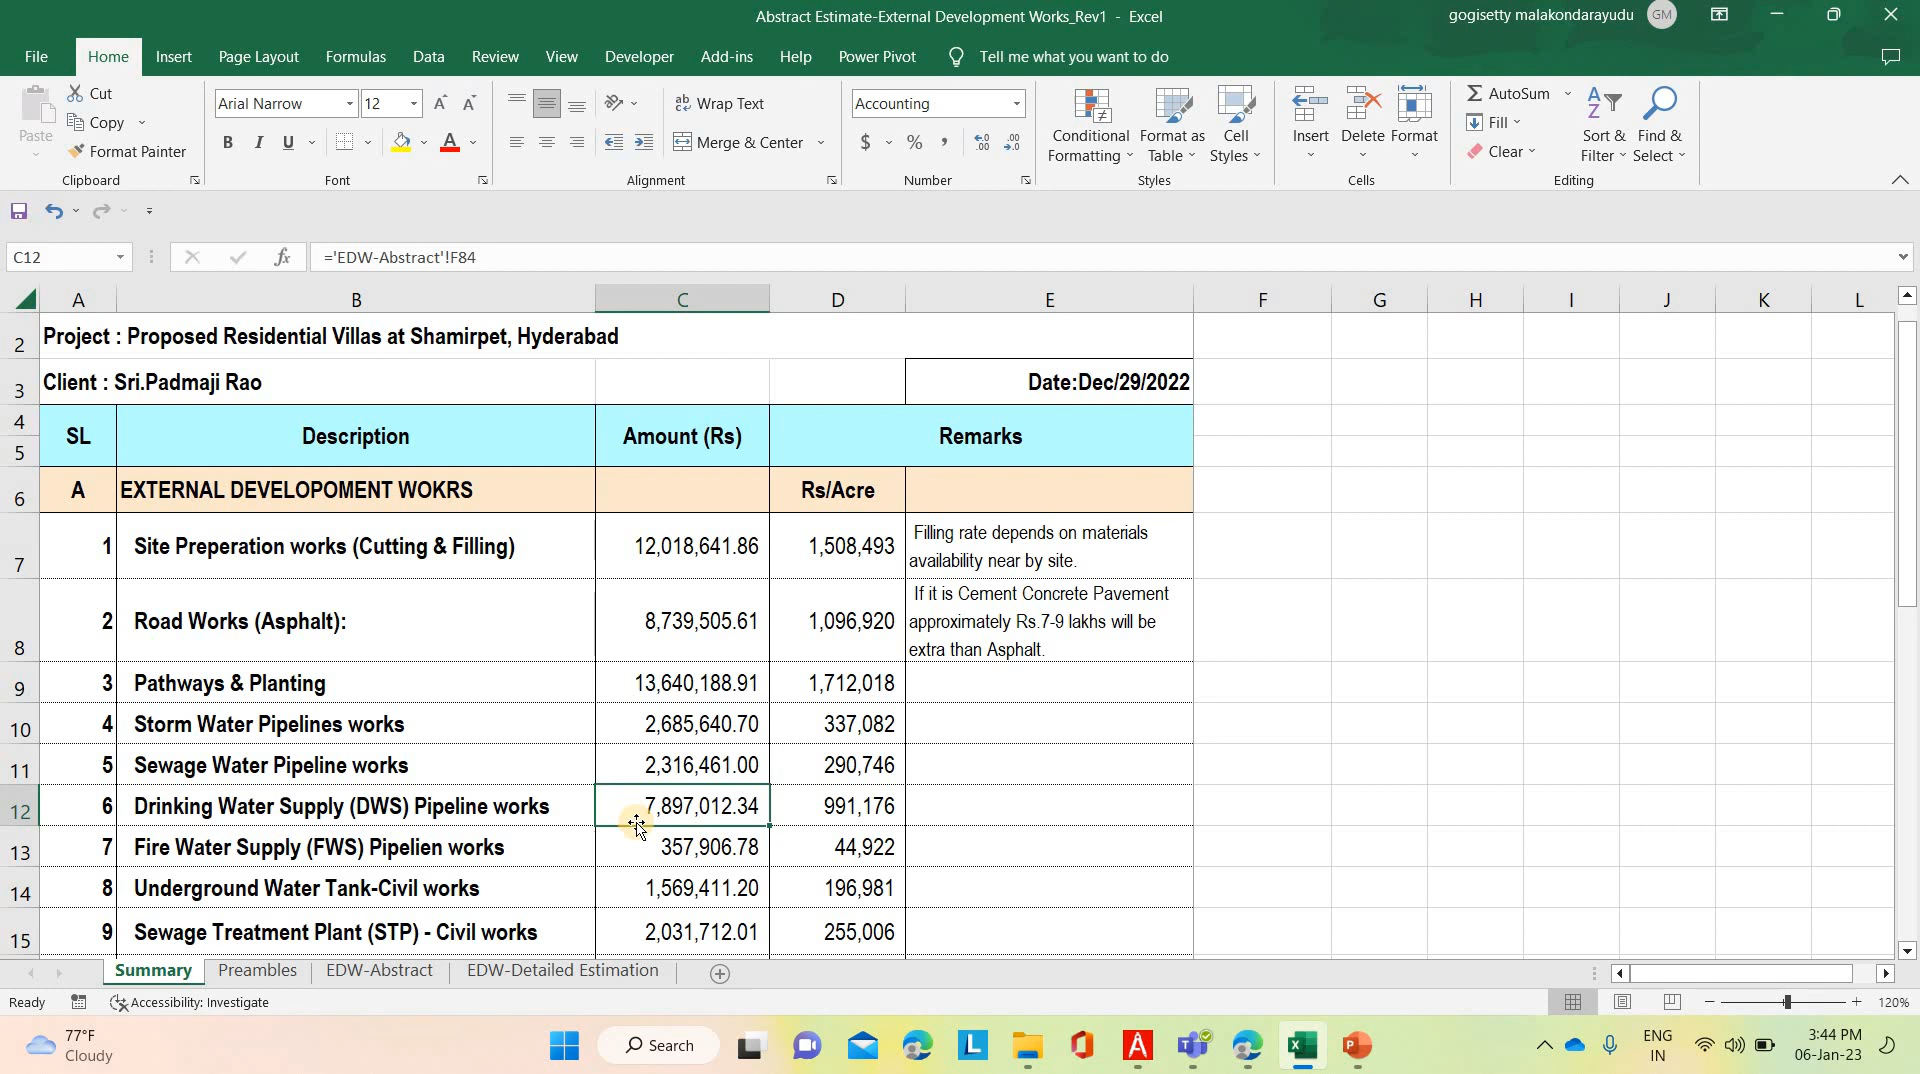 Abstract Estimate-External Development Works_Rev1 - Excel
gogisetty malakondarayudu GM
File Home Insert Page Layout Formulas Data Review View Developer Add-ins Help Power Pivot Tell me what you want to do
Paste
Cut
Copy
Format Painter
Clipboard
Arial Narrow 12
B I U
Font
Wrap Text
Merge & Center
Alignment
Accounting
$ % ,
Number
Conditional Formatting
Format as Table
Cell Styles
Styles
Insert Delete Format
Cells
AutoSum
Fill
Clear
Sort & Filter
Find & Select
Editing
C12 fx ='EDW-Abstract'!F84
A B C D E F G H I J K L
2 Project : Proposed Residential Villas at Shamirpet, Hyderabad
3 Client : Sri.Padmaji Rao Date:Dec/29/2022
4
5
SL Description Amount (Rs) Remarks
6 A EXTERNAL DEVELOPOMENT WOKRS Rs/Acre
7 1 Site Preperation works (Cutting & Filling) 12,018,641.86 1,508,493 Filling rate depends on materials
availability near by site.
8 2 Road Works (Asphalt): 8,739,505.61 1,096,920 If it is Cement Concrete Pavement
approximately Rs.7-9 lakhs will be
extra than Asphalt.
9 3 Pathways & Planting 13,640,188.91 1,712,018
10 4 Storm Water Pipelines works 2,685,640.70 337,082
11 5 Sewage Water Pipeline works 2,316,461.00 290,746
12 6 Drinking Water Supply (DWS) Pipeline works 7,897,012.34 991,176
13 7 Fire Water Supply (FWS) Pipelien works 357,906.78 44,922
14 8 Underground Water Tank-Civil works 1,569,411.20 196,981
15 9 Sewage Treatment Plant (STP) - Civil works 2,031,712.01 255,006
Summary Preambles EDW-Abstract EDW-Detailed Estimation
Ready Accessibility: Investigate 120%
77°F
Cloudy
Search
ENG
IN
3:44 PM
06-Jan-23